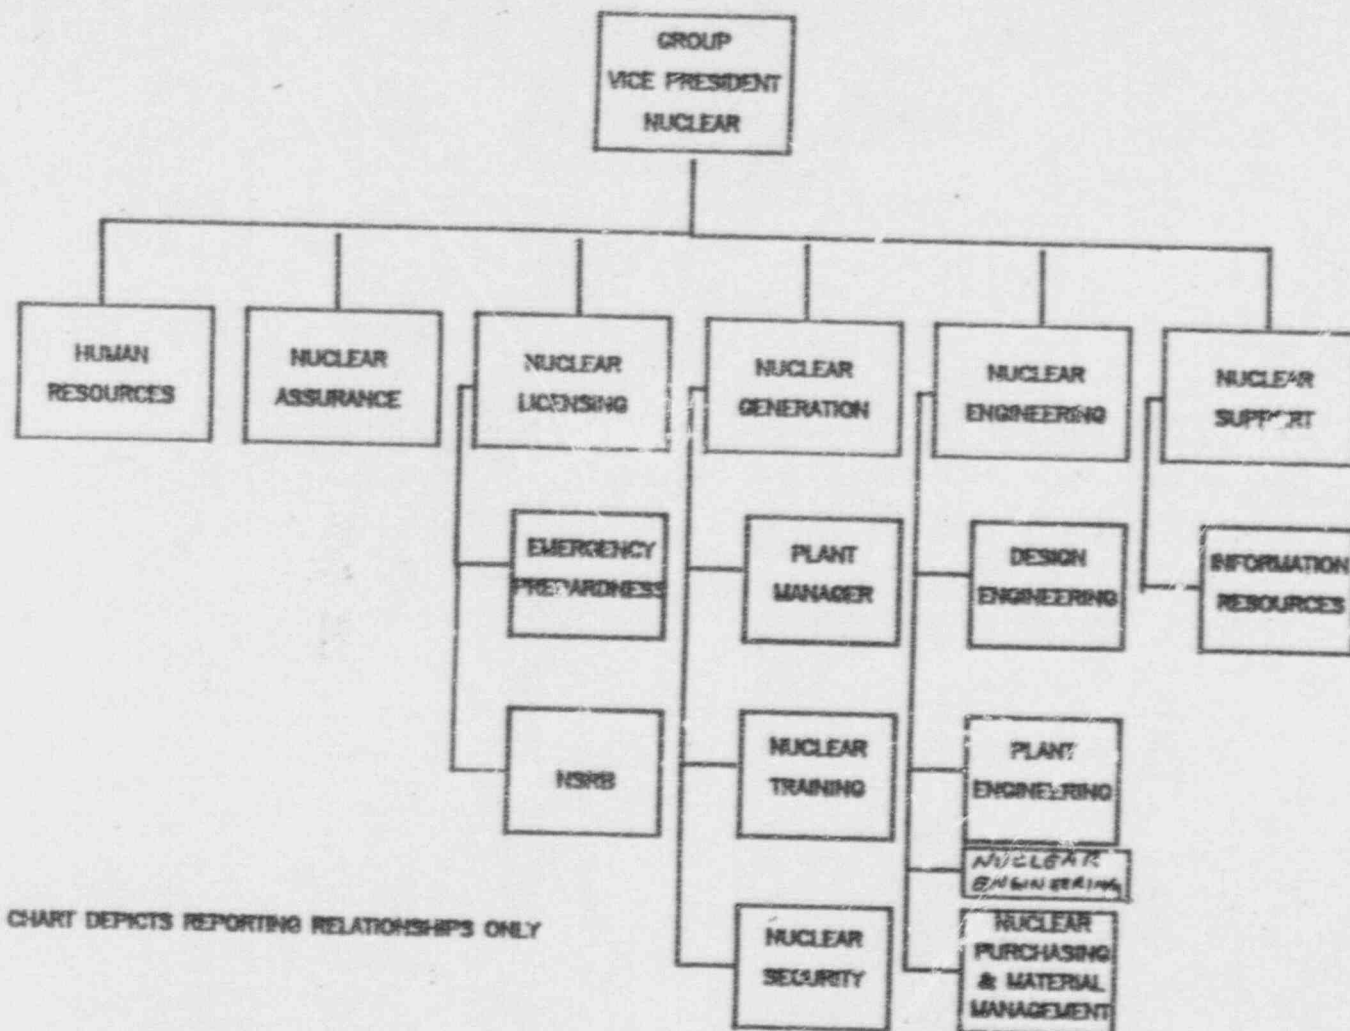 GROUP
VICE PRESIDENT
NUCLEAR
HUMAN
RESOURCES
NUCLEAR
ASSURANCE
NUCLEAR
LICENSING
NUCLEAR
GENERATION
NUCLEAR
ENGINEERING
NUCLEAR
SUPPORT
EMERGENCY
PREPARDNESS
PLANT
MANAGER
DESIGN
ENGINEERING
INFORMATION
RESOURCES
NSRB
NUCLEAR
TRAINING
PLANT
ENGINEERING
NUCLEAR
ENGINEERING
NUCLEAR
SECURITY
NUCLEAR
PURCHASING
& MATERIAL
MANAGEMENT
CHART DEPICTS REPORTING RELATIONSHIPS ONLY